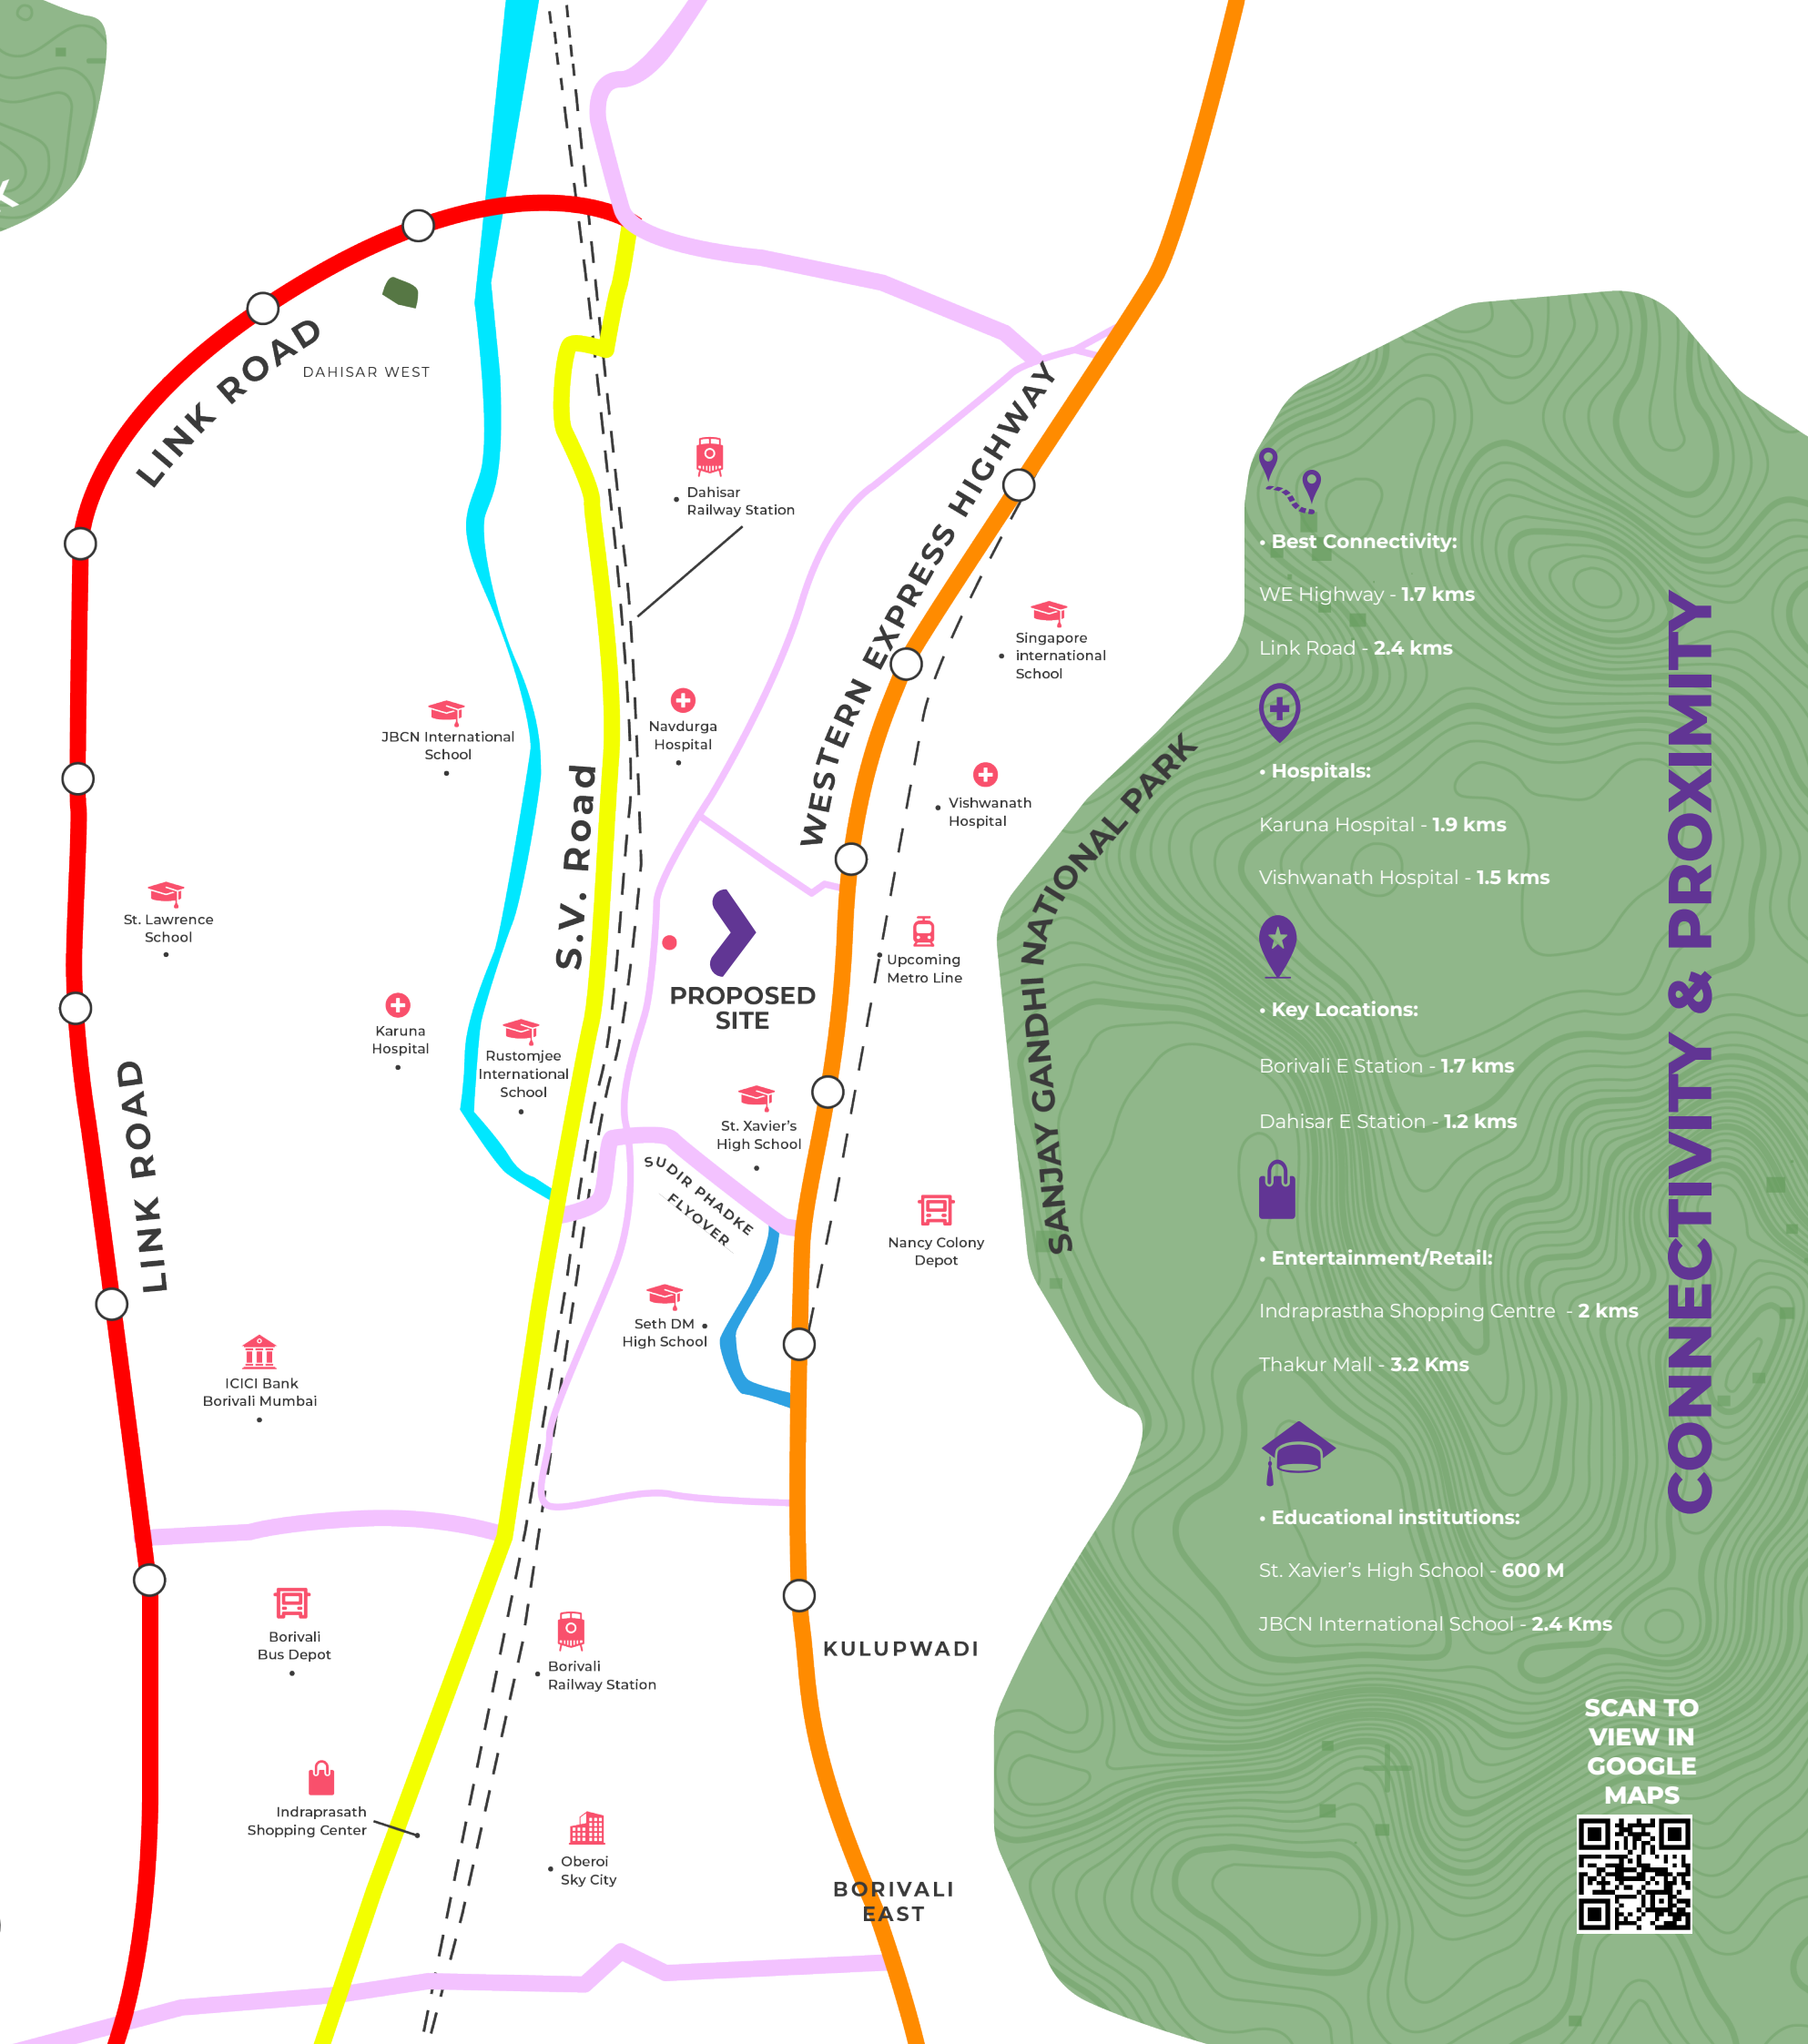 LINK ROAD
DAHISAR WEST
Dahisar
Railway Station
WESTERN EXPRESS HIGHWAY
Singapore
international
School
JBCN International
School
Navdurga
Hospital
S.V. Road
Vishwanath
Hospital
SANJAY GANDHI NATIONAL PARK
St. Lawrence
School
Upcoming
Metro Line
PROPOSED
SITE
Karuna
Hospital
Rustomjee
International
School
LINK ROAD
St. Xavier's
High School
SUDIR PHADKE
FLYOVER
Nancy Colony
Depot
Seth DM
High School
ICICI Bank
Borivali Mumbai
Borivali
Bus Depot
Borivali
Railway Station
KULUPWADI
Indraprasath
Shopping Center
Oberoi
Sky City
BORIVALI
EAST
• Best Connectivity:
WE Highway - 1.7 kms
Link Road - 2.4 kms
• Hospitals:
Karuna Hospital - 1.9 kms
Vishwanath Hospital - 1.5 kms
• Key Locations:
Borivali E Station - 1.7 kms
Dahisar E Station - 1.2 kms
• Entertainment/Retail:
Indraprastha Shopping Centre - 2 kms
Thakur Mall - 3.2 Kms
• Educational institutions:
St. Xavier's High School - 600 M
JBCN International School - 2.4 Kms
CONNECTIVITY & PROXIMITY
SCAN TO
VIEW IN
GOOGLE
MAPS